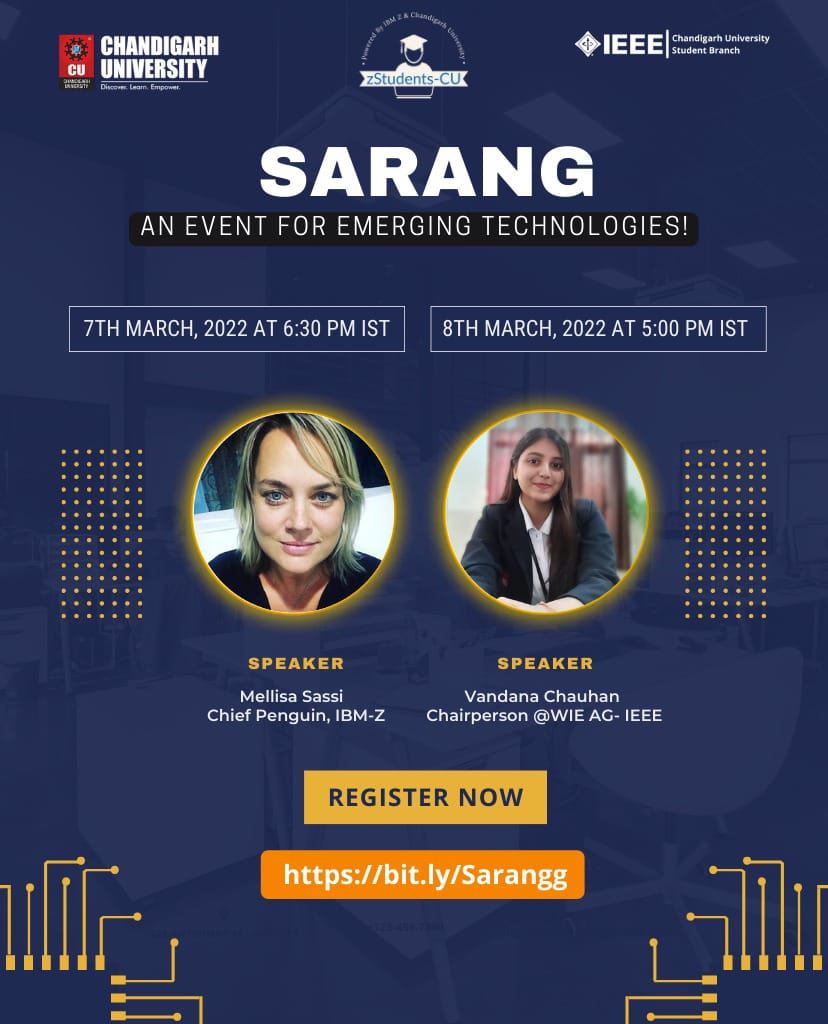 CU
CHANDIGARH
UNIVERSITY
CHANDIGARH
UNIVERSITY
Discover. Learn. Empower.
Powered By IBM Z & Chandigarh University
zStudents-CU
IEEE
Chandigarh University
Student Branch
SARANG
AN EVENT FOR EMERGING TECHNOLOGIES!
7TH MARCH, 2022 AT 6:30 PM IST
8TH MARCH, 2022 AT 5:00 PM IST
SPEAKER
Mellisa Sassi
Chief Penguin, IBM-Z
SPEAKER
Vandana Chauhan
Chairperson @WIE AG- IEEE
REGISTER NOW
https://bit.ly/Sarangg